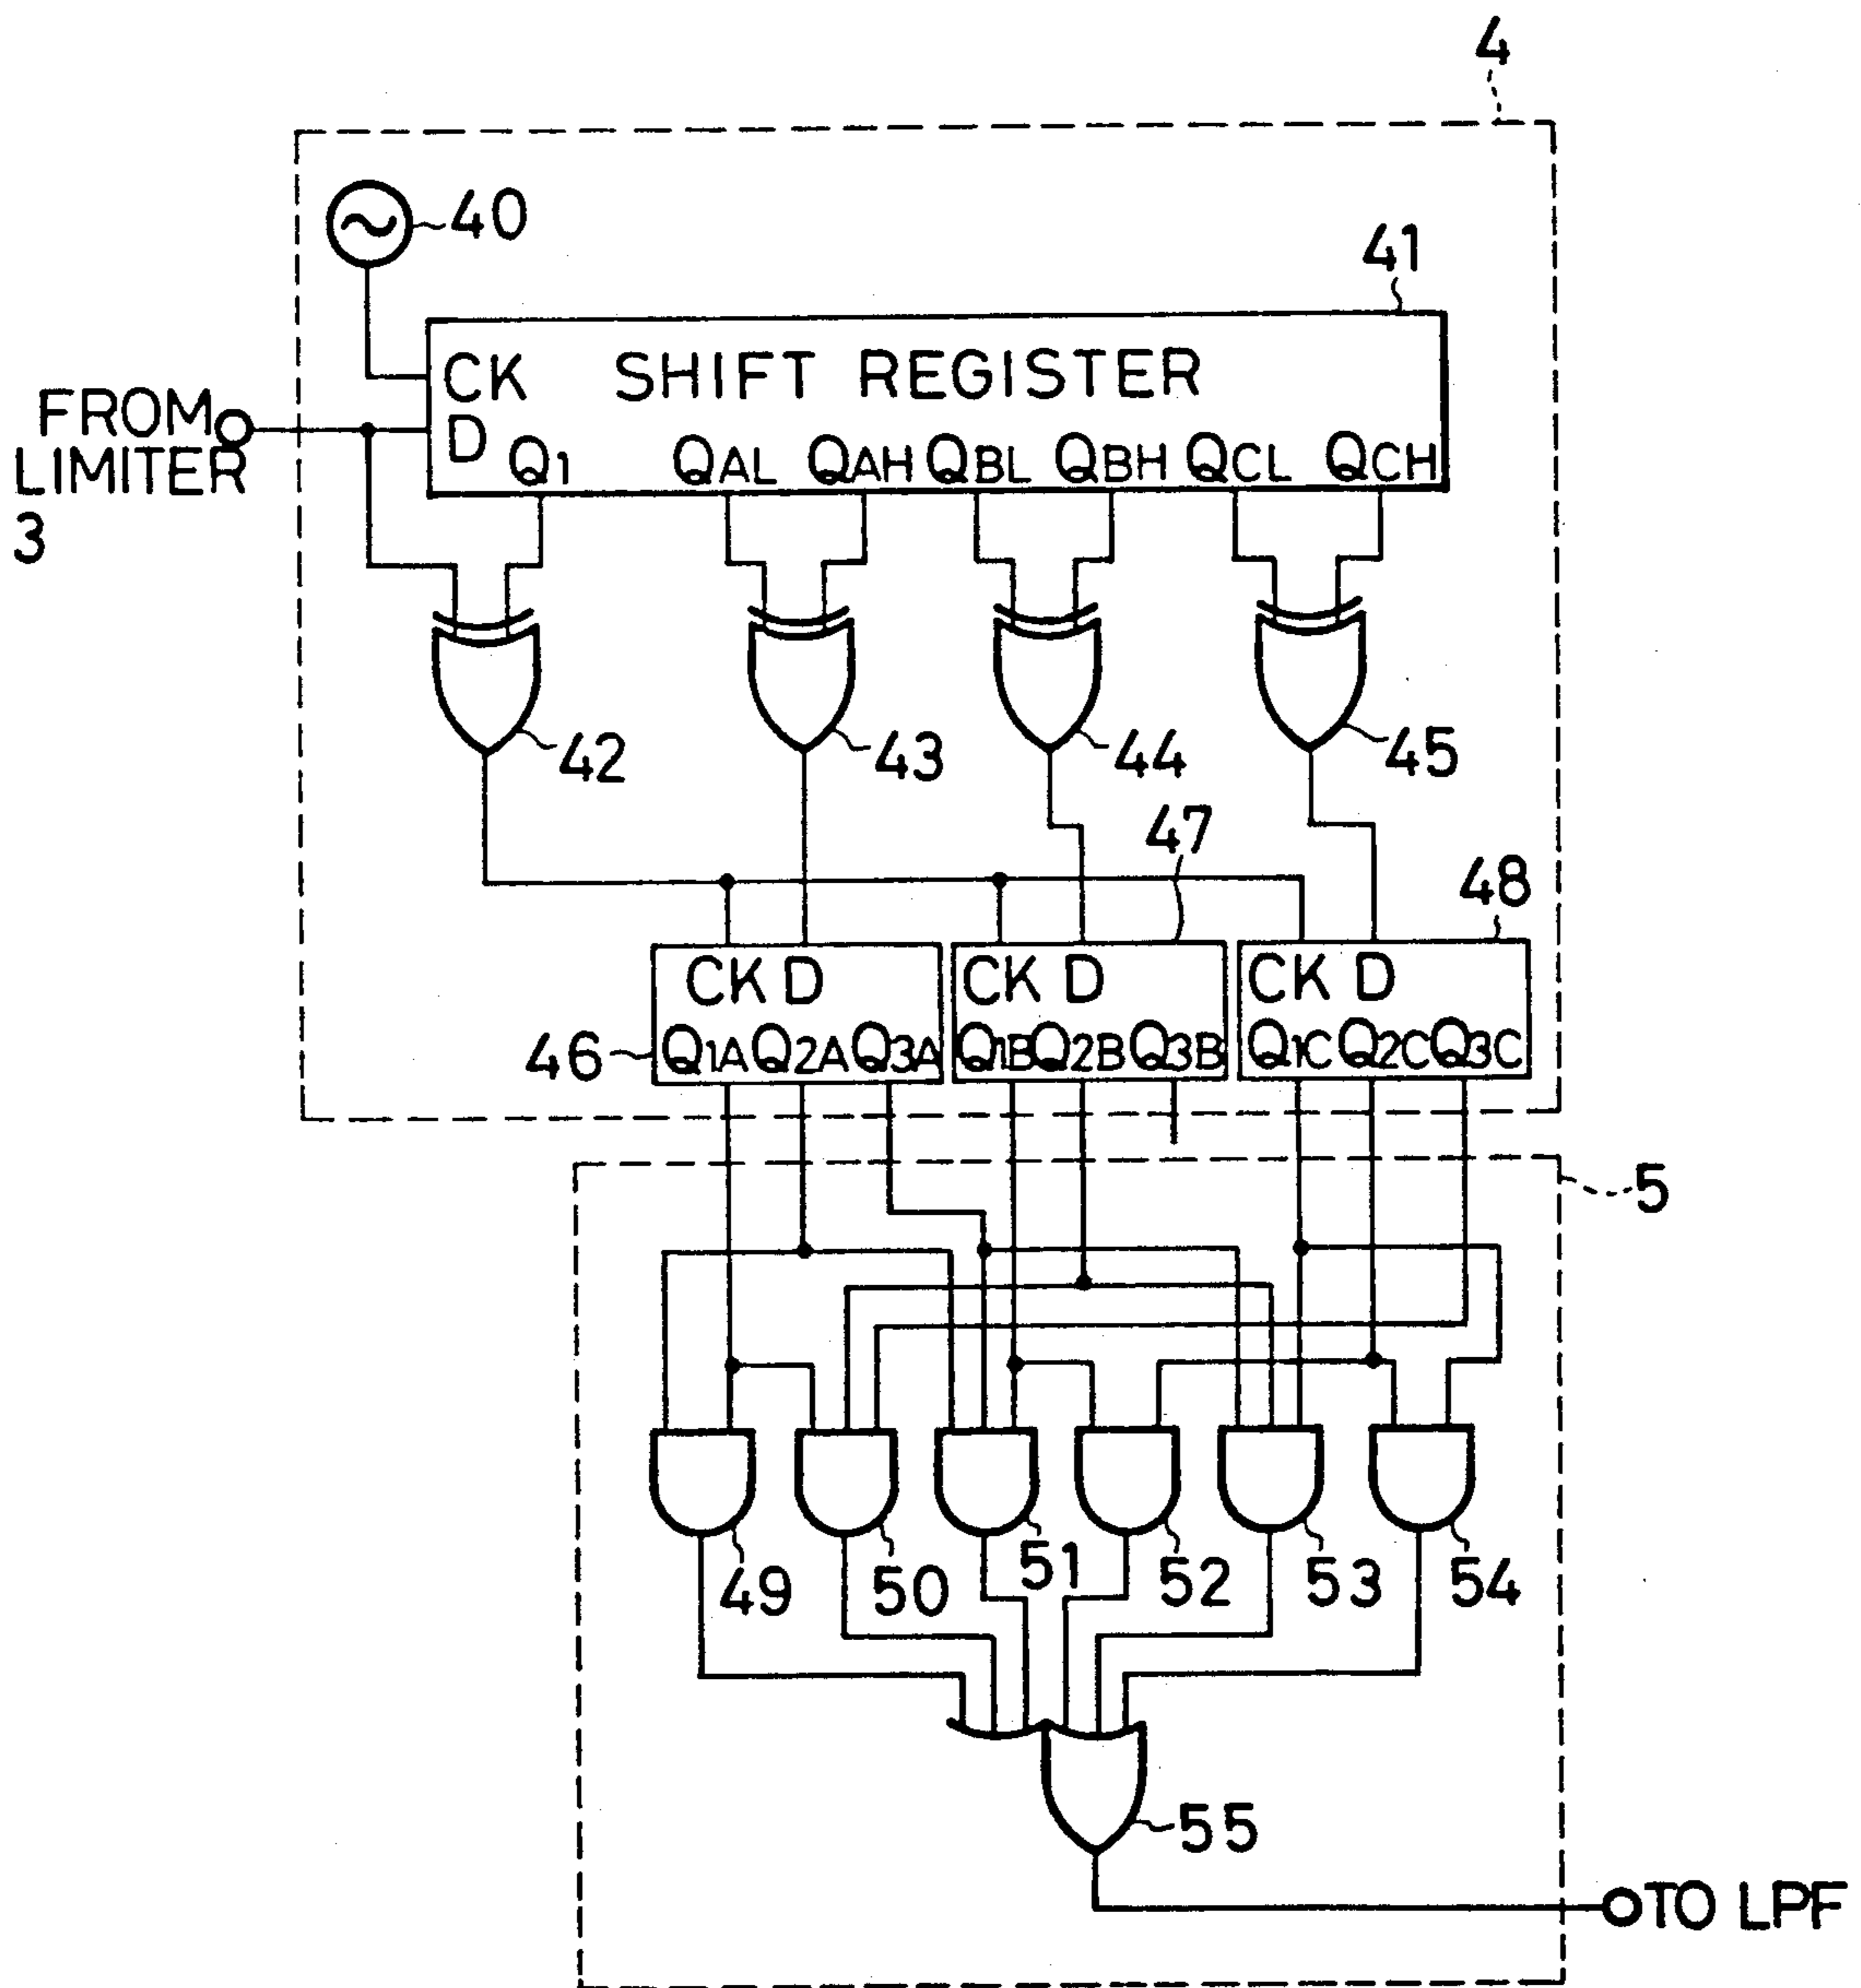 4
40
41
CK SHIFT REGISTER
FROM
LIMITER
3
D Q1 QAL QAH QBL QBH QCL QCH
42 43 44 45
47
48
CK D CK D CK D
46 Q1A Q2A Q3A Q1B Q2B Q3B Q1C Q2C Q3C
5
49 50 51 52 53 54
55
TO LPF